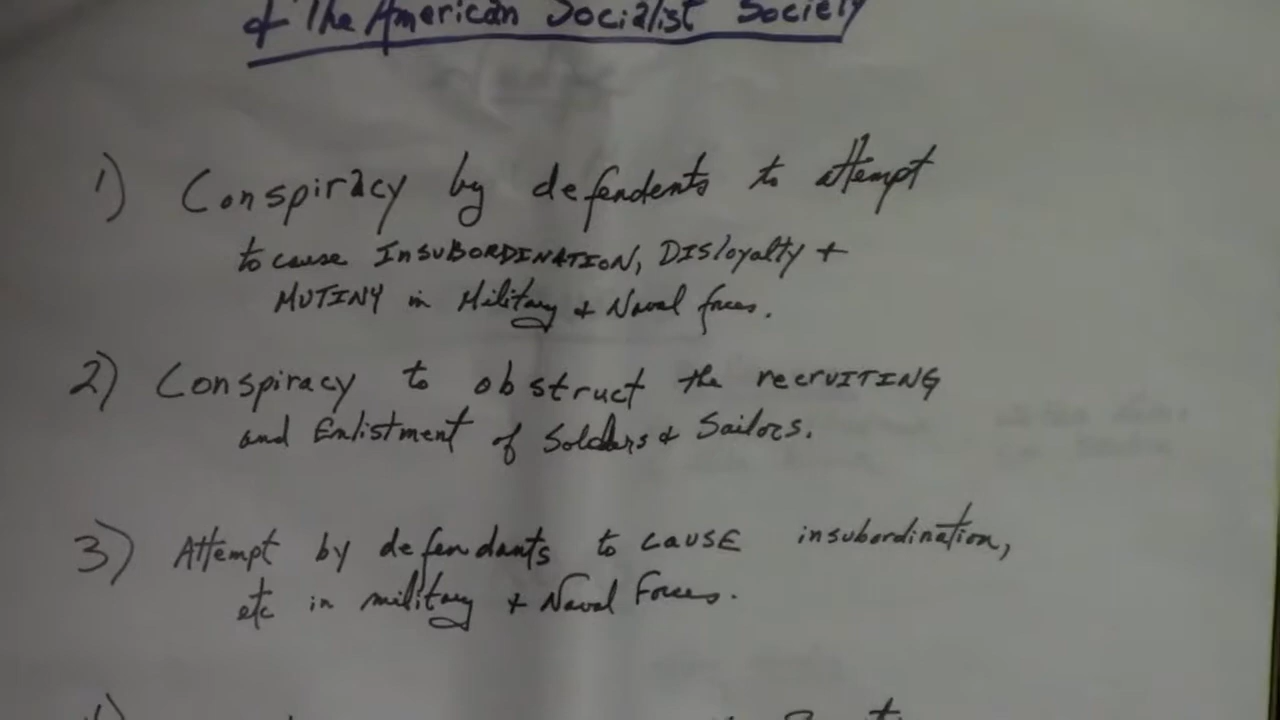 of The American Socialist Society
1) Conspiracy by defendents to attempt
to cause INSUBORDINATION, DISloyalty +
MUTINY in Military + Naval forces.
2) Conspiracy to obstruct the recruITING
and Enlistment of Soldiers + Sailors.
3) Attempt by defendants to CAUSE insubordination,
etc in military + Naval Forces.